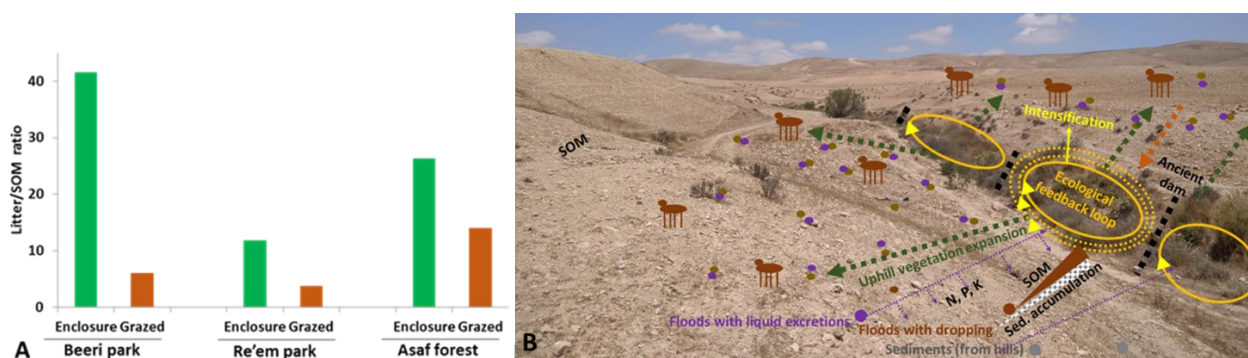 Litter/SOM ratio
40
30
20
10
0
Enclosure Grazed
Enclosure Grazed
Enclosure Grazed
Beeri park
Re'em park
Asaf forest
A
SOM
Intensification
Ancient
dam
Ecological
feedback loop
Uphill vegetation expansion
SOM
N, P, K
Sed. accumulation
Floods with liquid excretions
Floods with dropping
Sediments (from hills)
B